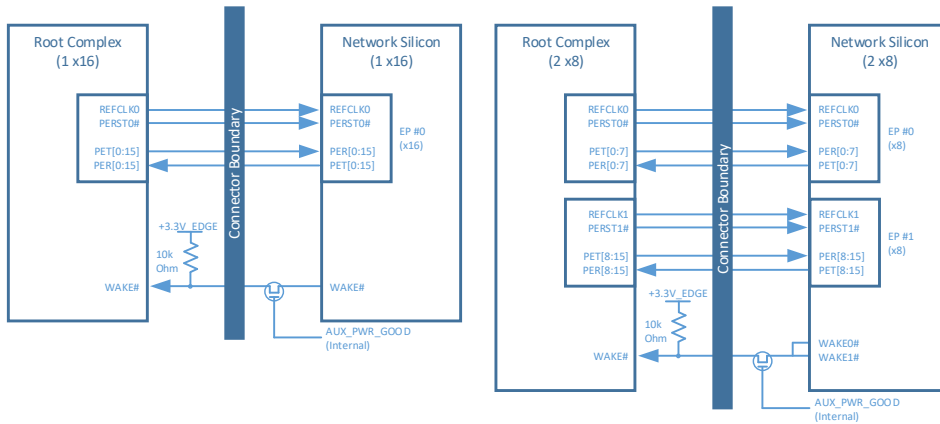 Root Complex
(1 x16)
REFCLK0
PERST0#
PET[0:15]
PER[0:15]
+3.3V_EDGE
10k
Ohm
WAKE#
Connector Boundary
Network Silicon
(1 x16)
REFCLK0
PERST0#
PER[0:15]
PET[0:15]
EP #0
(x16)
WAKE#
AUX_PWR_GOOD
(Internal)
Root Complex
(2 x8)
REFCLK0
PERST0#
PET[0:7]
PER[0:7]
REFCLK1
PERST1#
PET[8:15]
PER[8:15]
+3.3V_EDGE
10k
Ohm
WAKE#
Connector Boundary
Network Silicon
(2 x8)
REFCLK0
PERST0#
PER[0:7]
PET[0:7]
EP #0
(x8)
REFCLK1
PERST1#
PER[8:15]
PET[8:15]
EP #1
(x8)
WAKE0#
WAKE1#
AUX_PWR_GOOD
(Internal)